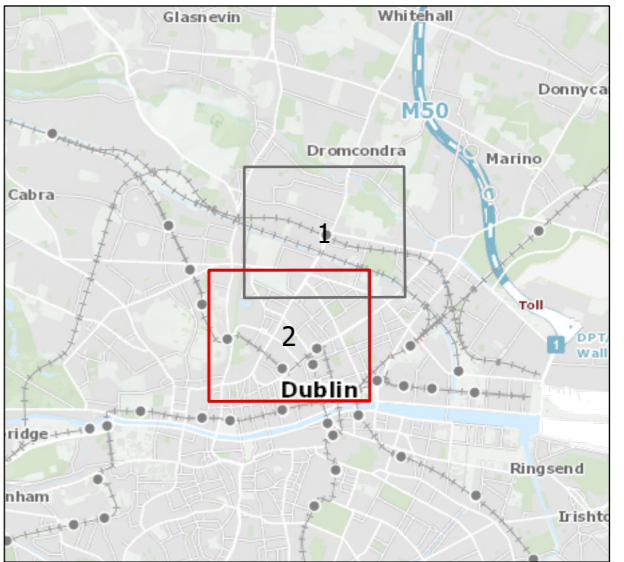 Glasnevin
Whitehall
Donnyca
M50
Dromcondra
Marino
Cabra
1
Toll
2
1
DPT/
Wall
Dublin
ridge
Ringsend
nham
Irishto